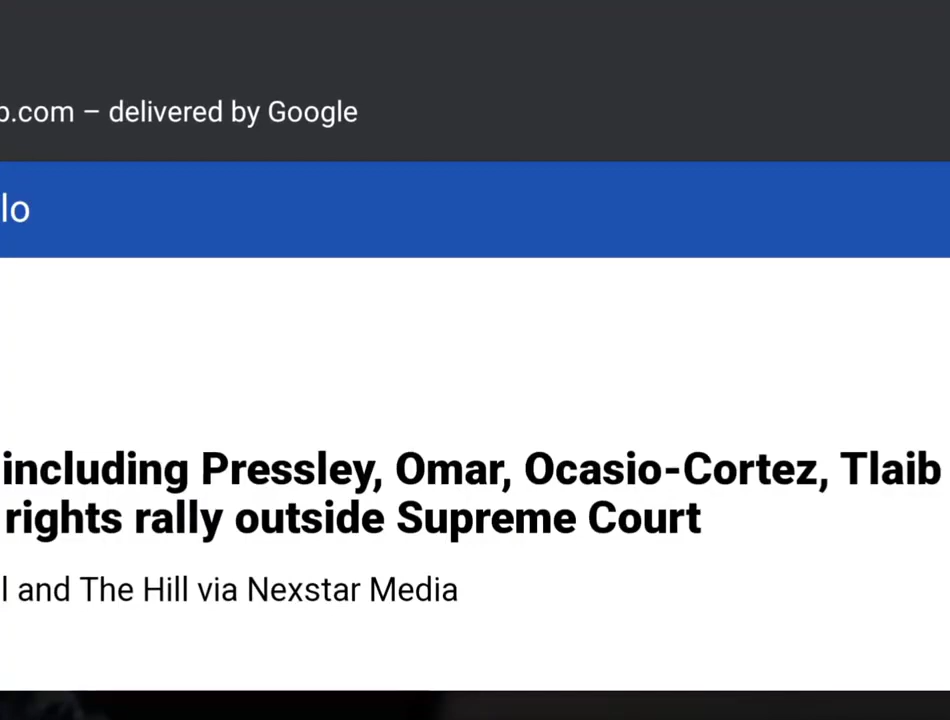 .com – delivered by Google
lo
including Pressley, Omar, Ocasio-Cortez, Tlaib
rights rally outside Supreme Court
l and The Hill via Nexstar Media